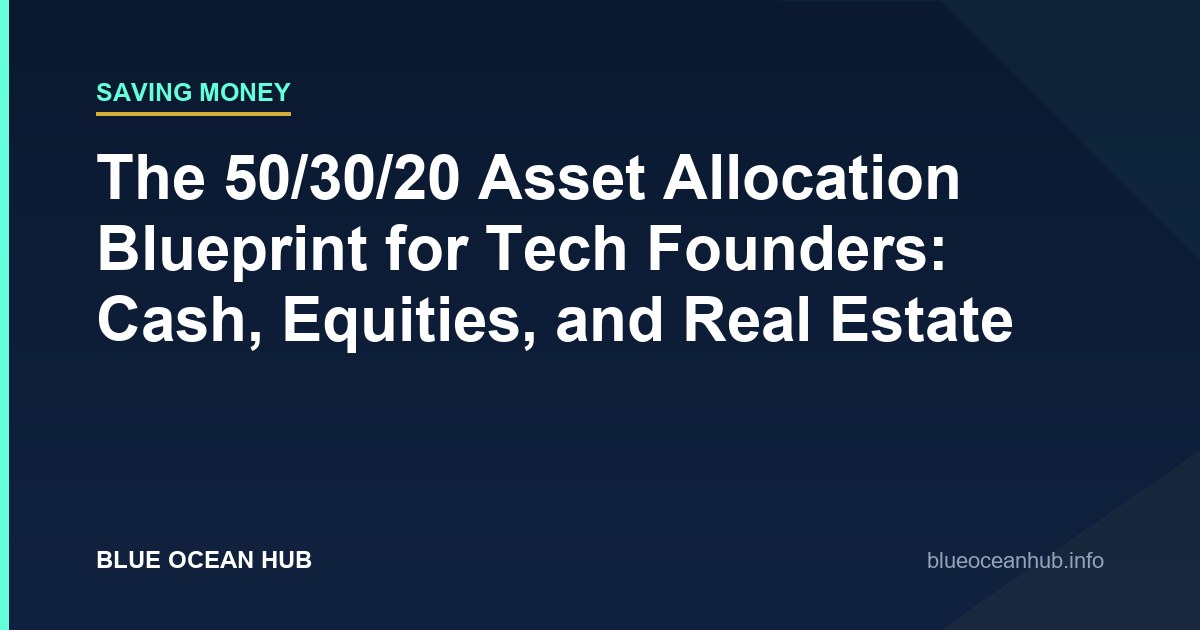 SAVING MONEY
The 50/30/20 Asset Allocation
Blueprint for Tech Founders:
Cash, Equities, and Real Estate
BLUE OCEAN HUB
blueoceanhub.info